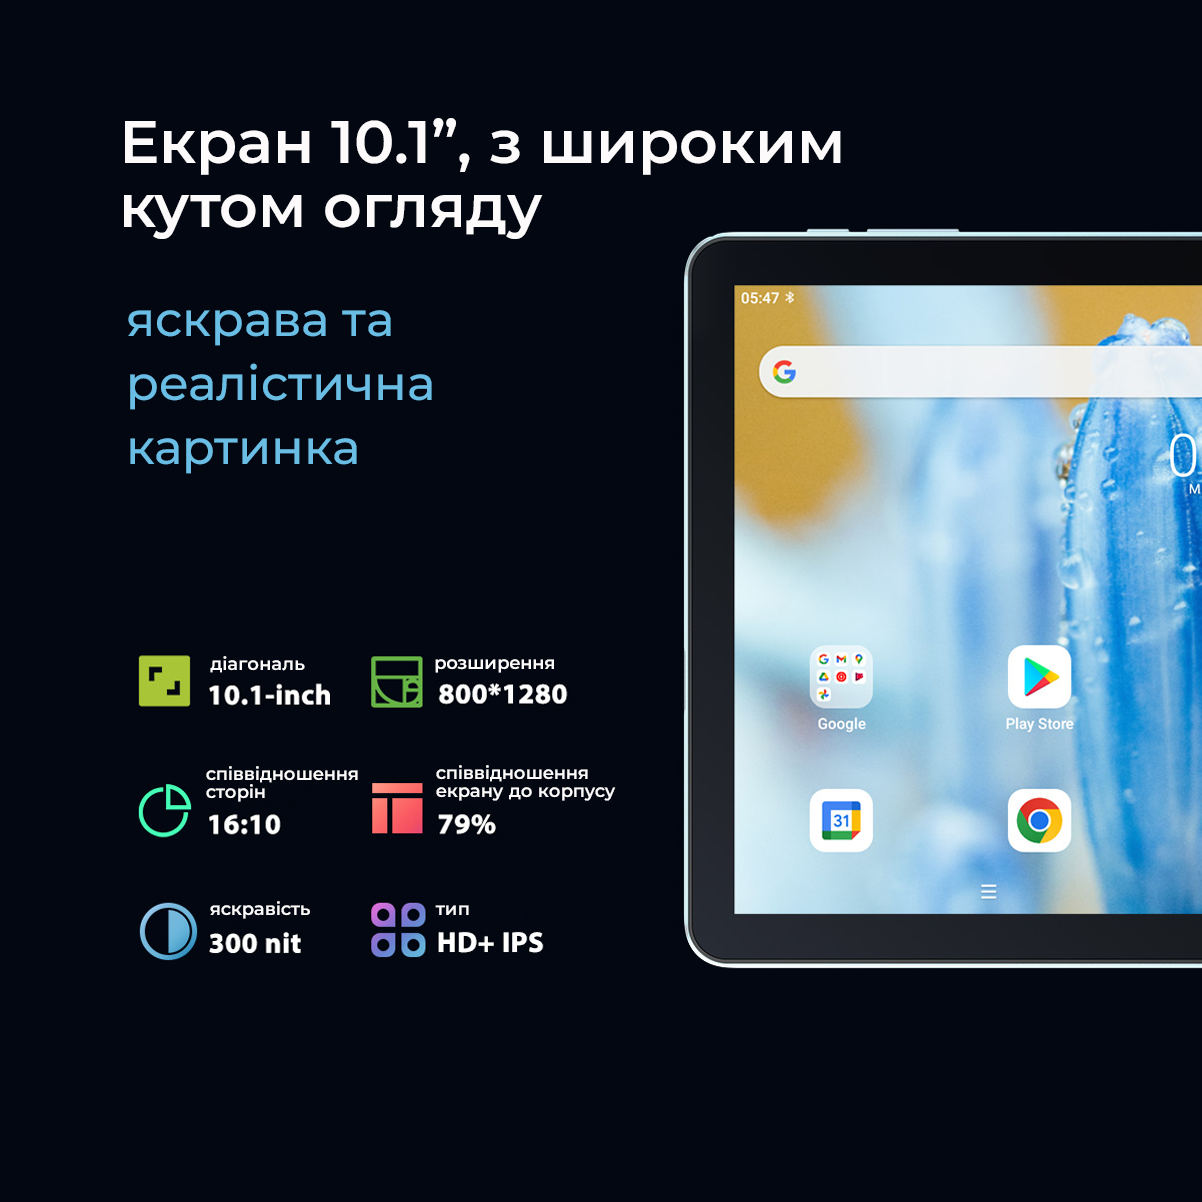 Екран 10.1”, з широким
кутом огляду
яскрава та
реалістична
картинка
діагональ
10.1-inch
розширення
800*1280
співвідношення
сторін
16:10
співвідношення
екрану до корпусу
79%
яскравість
300 nit
тип
HD+ IPS
05:47
0
M
Google
Play Store
31